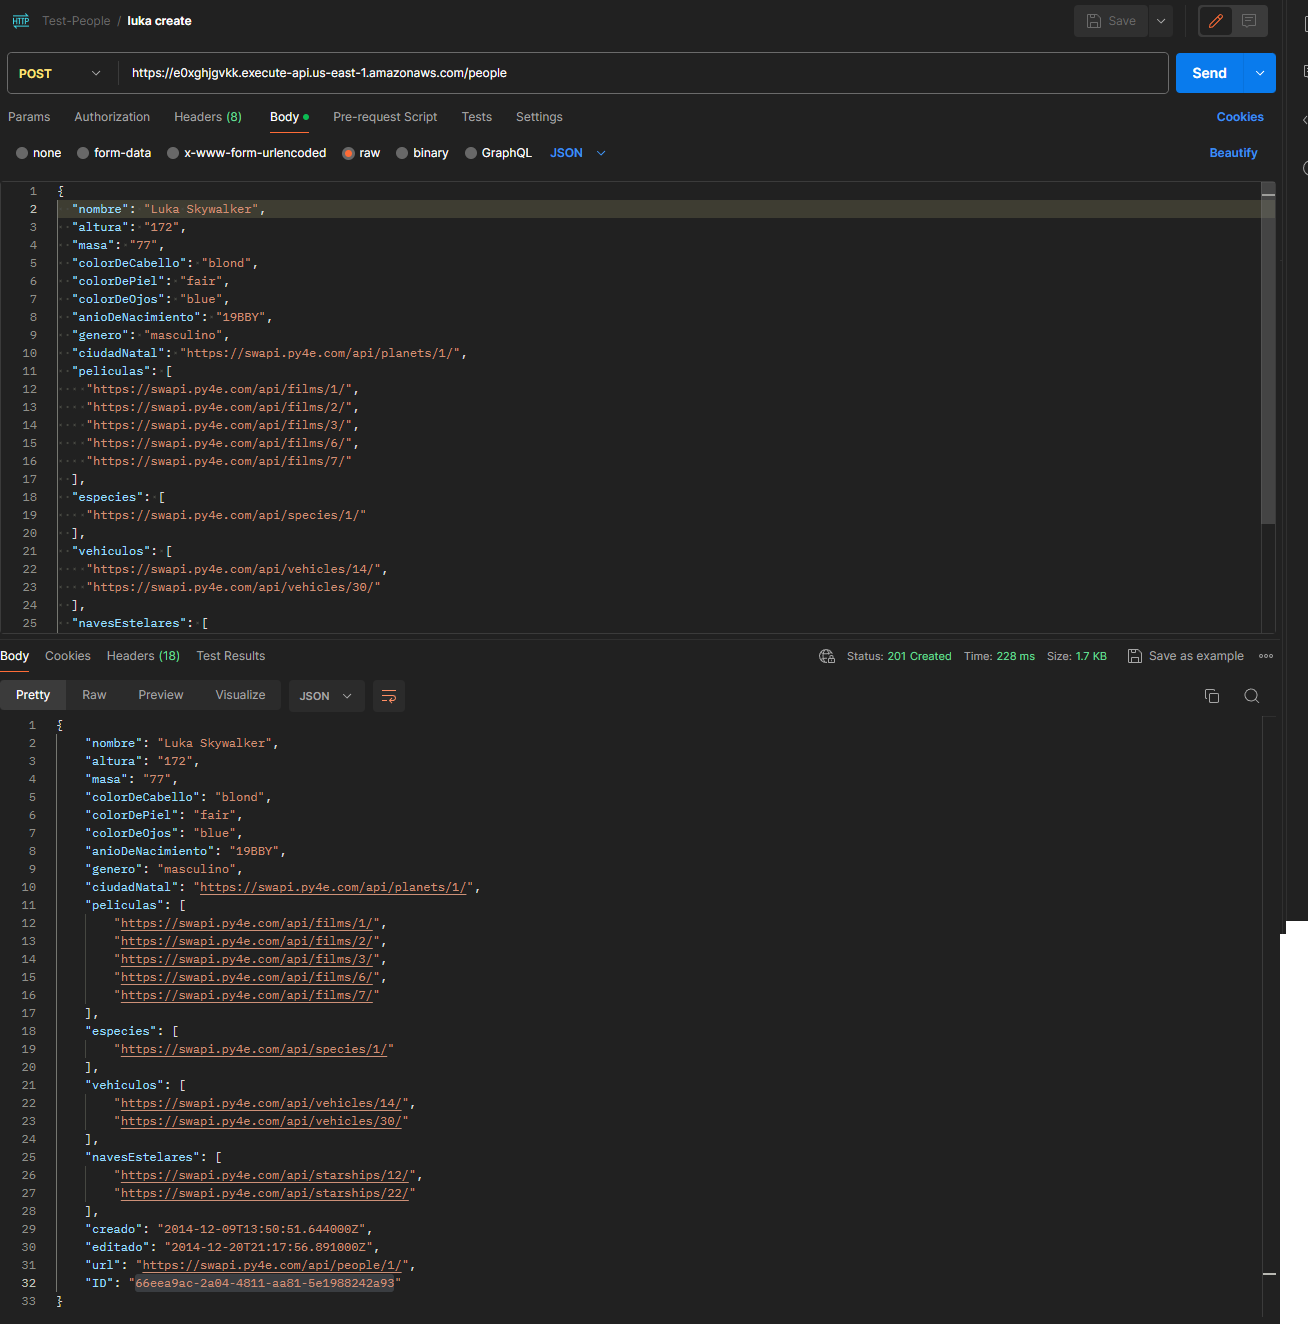 HTTP Test-People / luka create Save
POST https://e0xghjgvkk.execute-api.us-east-1.amazonaws.com/people Send
Params Authorization Headers (8) Body Pre-request Script Tests Settings Cookies
none form-data x-www-form-urlencoded raw binary GraphQL JSON Beautify
1 {
2 "nombre": "Luka Skywalker",
3 "altura": "172",
4 "masa": "77",
5 "colorDeCabello": "blond",
6 "colorDePiel": "fair",
7 "colorDeOjos": "blue",
8 "anioDeNacimiento": "19BBY",
9 "genero": "masculino",
10 "ciudadNatal": "https://swapi.py4e.com/api/planets/1/",
11 "peliculas": [
12 "https://swapi.py4e.com/api/films/1/",
13 "https://swapi.py4e.com/api/films/2/",
14 "https://swapi.py4e.com/api/films/3/",
15 "https://swapi.py4e.com/api/films/6/",
16 "https://swapi.py4e.com/api/films/7/"
17 ],
18 "especies": [
19 "https://swapi.py4e.com/api/species/1/"
20 ],
21 "vehiculos": [
22 "https://swapi.py4e.com/api/vehicles/14/",
23 "https://swapi.py4e.com/api/vehicles/30/"
24 ],
25 "navesEstelares": [
Body Cookies Headers (18) Test Results Status: 201 Created Time: 228 ms Size: 1.7 KB Save as example
Pretty Raw Preview Visualize JSON
1 {
2 "nombre": "Luka Skywalker",
3 "altura": "172",
4 "masa": "77",
5 "colorDeCabello": "blond",
6 "colorDePiel": "fair",
7 "colorDeOjos": "blue",
8 "anioDeNacimiento": "19BBY",
9 "genero": "masculino",
10 "ciudadNatal": "https://swapi.py4e.com/api/planets/1/",
11 "peliculas": [
12 "https://swapi.py4e.com/api/films/1/",
13 "https://swapi.py4e.com/api/films/2/",
14 "https://swapi.py4e.com/api/films/3/",
15 "https://swapi.py4e.com/api/films/6/",
16 "https://swapi.py4e.com/api/films/7/"
17 ],
18 "especies": [
19 "https://swapi.py4e.com/api/species/1/"
20 ],
21 "vehiculos": [
22 "https://swapi.py4e.com/api/vehicles/14/",
23 "https://swapi.py4e.com/api/vehicles/30/"
24 ],
25 "navesEstelares": [
26 "https://swapi.py4e.com/api/starships/12/",
27 "https://swapi.py4e.com/api/starships/22/"
28 ],
29 "creado": "2014-12-09T13:50:51.644000Z",
30 "editado": "2014-12-20T21:17:56.891000Z",
31 "url": "https://swapi.py4e.com/api/people/1/",
32 "ID": "66eea9ac-2a04-4811-aa81-5e1988242a93"
33 }